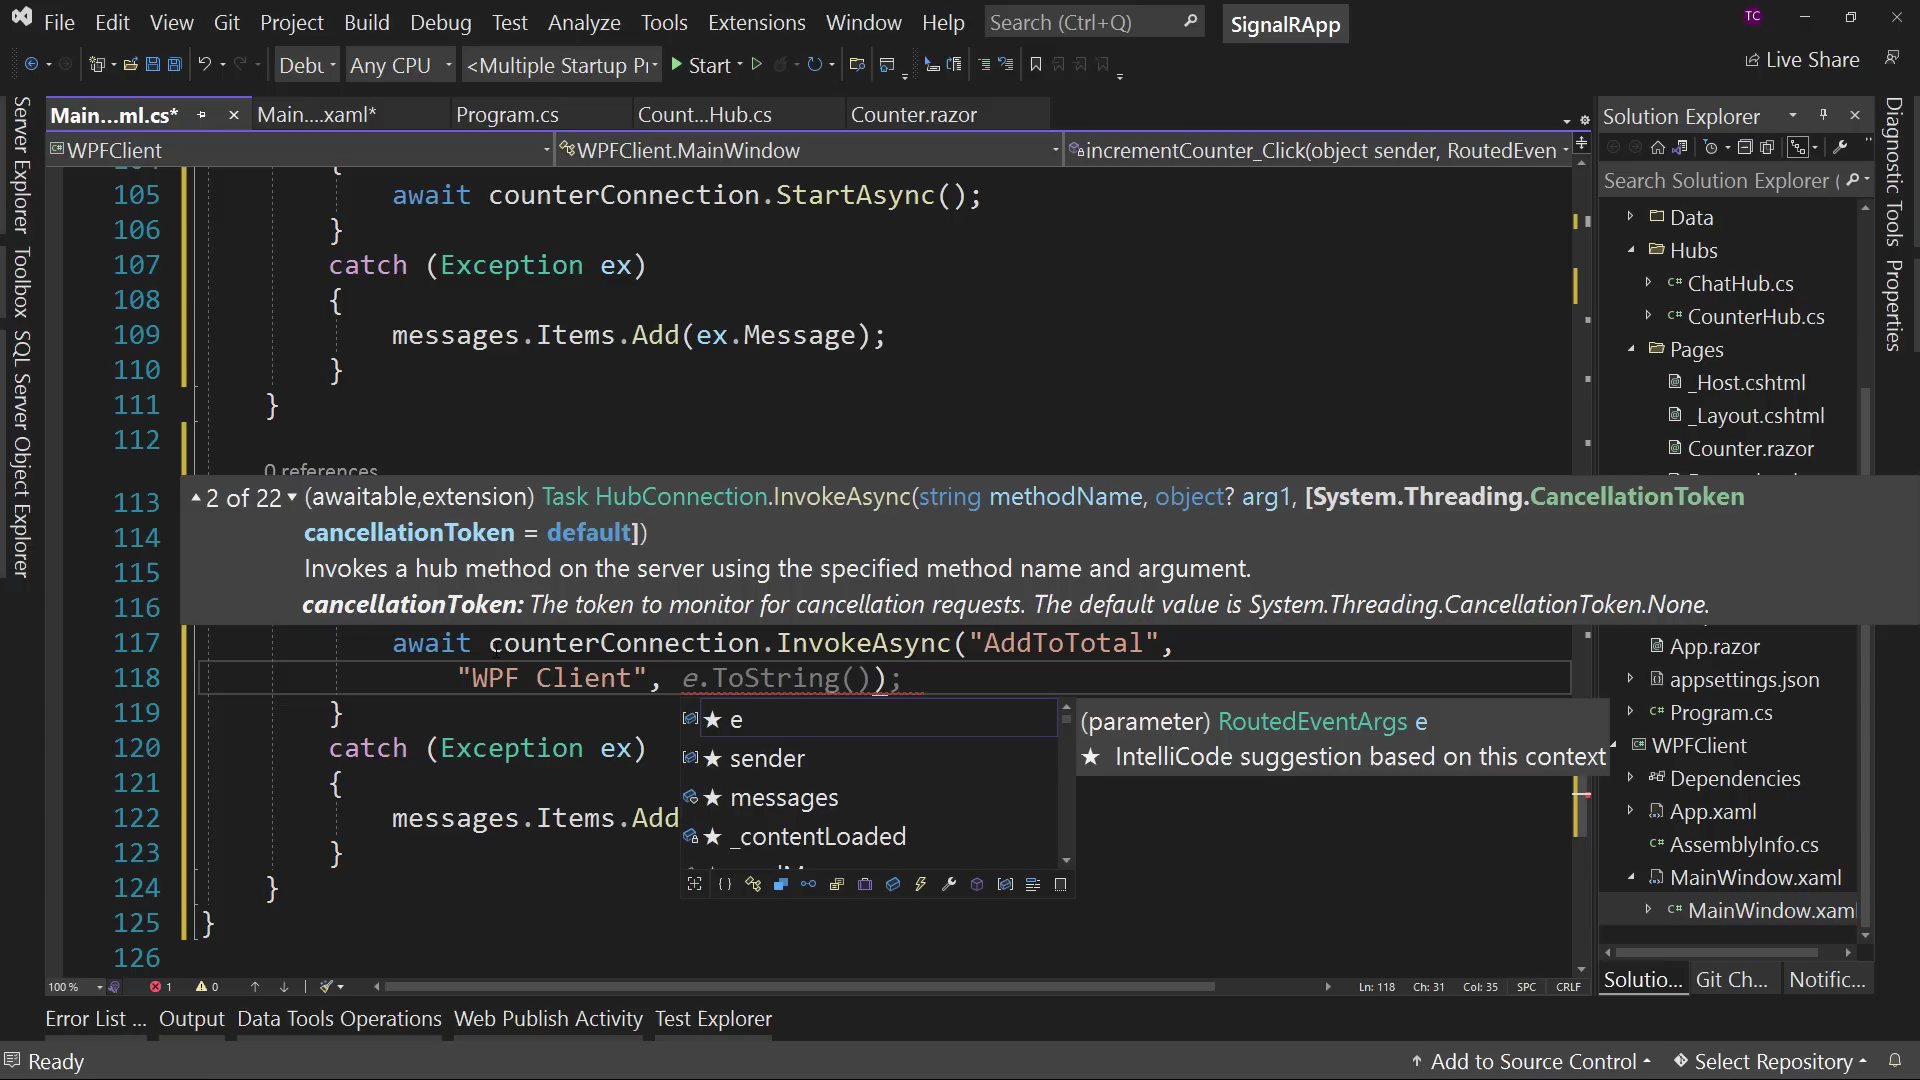 File Edit View Git Project Build Debug Test Analyze Tools Extensions Window Help Search (Ctrl+Q) SignalRApp TC
Debu Any CPU <Multiple Startup P Start Live Share
Main...ml.cs* Main....xaml* Program.cs Count...Hub.cs Counter.razor
WPFClient WPFClient.MainWindow incrementCounter_Click(object sender, RoutedEven
105 await counterConnection.StartAsync();
106 }
107 catch (Exception ex)
108 {
109 messages.Items.Add(ex.Message);
110 }
111 }
112
0 references
113
114
115
116
2 of 22 (awaitable,extension) Task HubConnection.InvokeAsync(string methodName, object? arg1, [System.Threading.CancellationToken
cancellationToken = default])
Invokes a hub method on the server using the specified method name and argument.
cancellationToken: The token to monitor for cancellation requests. The default value is System.Threading.CancellationToken.None.
117 await counterConnection.InvokeAsync("AddToTotal",
118 "WPF Client", e.ToString());
119 }
120 catch (Exception ex)
121 {
122 messages.Items.Add
123 }
124 }
125 }
126
e
sender
messages
_contentLoaded
(parameter) RoutedEventArgs e
★ IntelliCode suggestion based on this context
100 % 1 0 Ln: 118 Ch: 31 Col: 35 SPC CRLF
Error List ... Output Data Tools Operations Web Publish Activity Test Explorer
Ready Add to Source Control Select Repository
Server Explorer
Toolbox
SQL Server Object Explorer
Solution Explorer
Search Solution Explorer (
Data
Hubs
C# ChatHub.cs
C# CounterHub.cs
Pages
_Host.cshtml
_Layout.cshtml
Counter.razor
App.razor
appsettings.json
C# Program.cs
C# WPFClient
Dependencies
App.xaml
C# AssemblyInfo.cs
MainWindow.xaml
C# MainWindow.xaml
Solutio... Git Ch... Notific...
Diagnostic Tools
Properties